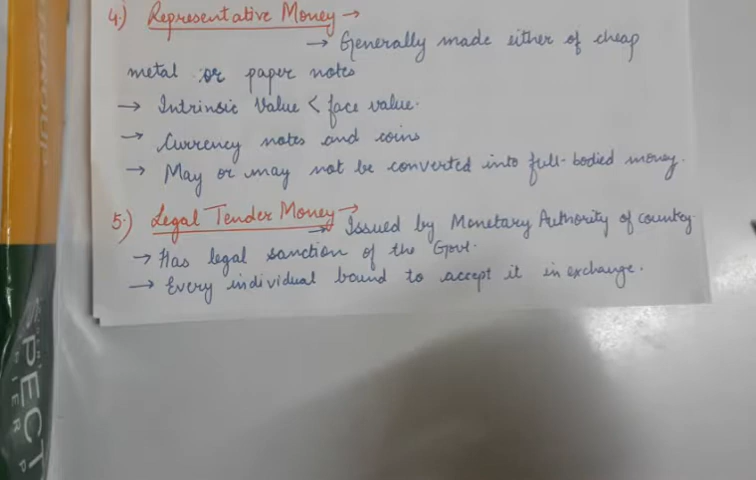 4.) Representative Money →
→ Generally made either of cheap
metal or paper notes
→ Intrinsic Value < face value.
→ Currency notes and coins
→ May or may not be converted into full-bodied money.
5.) Legal Tender Money →
→ Issued by Monetary Authority of country
→ Has legal sanction of the Govt.
→ Every individual bound to accept it in exchange.